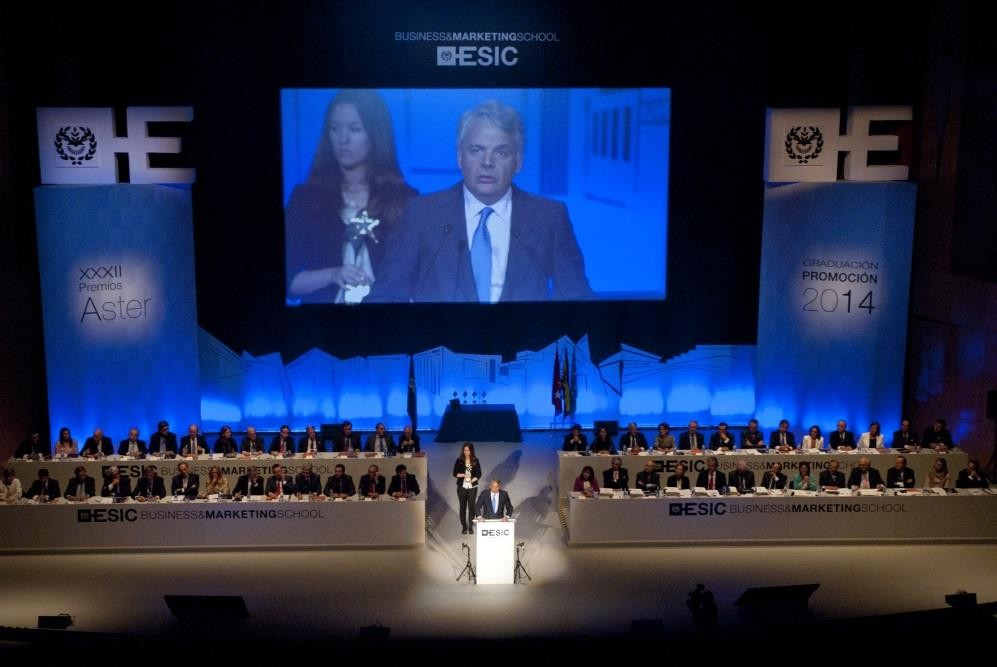 BUSINESS&MARKETINGSCHOOL
ESIC
XXXII
Premios
Aster
GRADUACIÓN
PROMOCIÓN
2014
ESIC BUSINESS&MARKETINGSCHOOL
ESIC BUSINESS&MARKETINGSCHOOL
ESIC